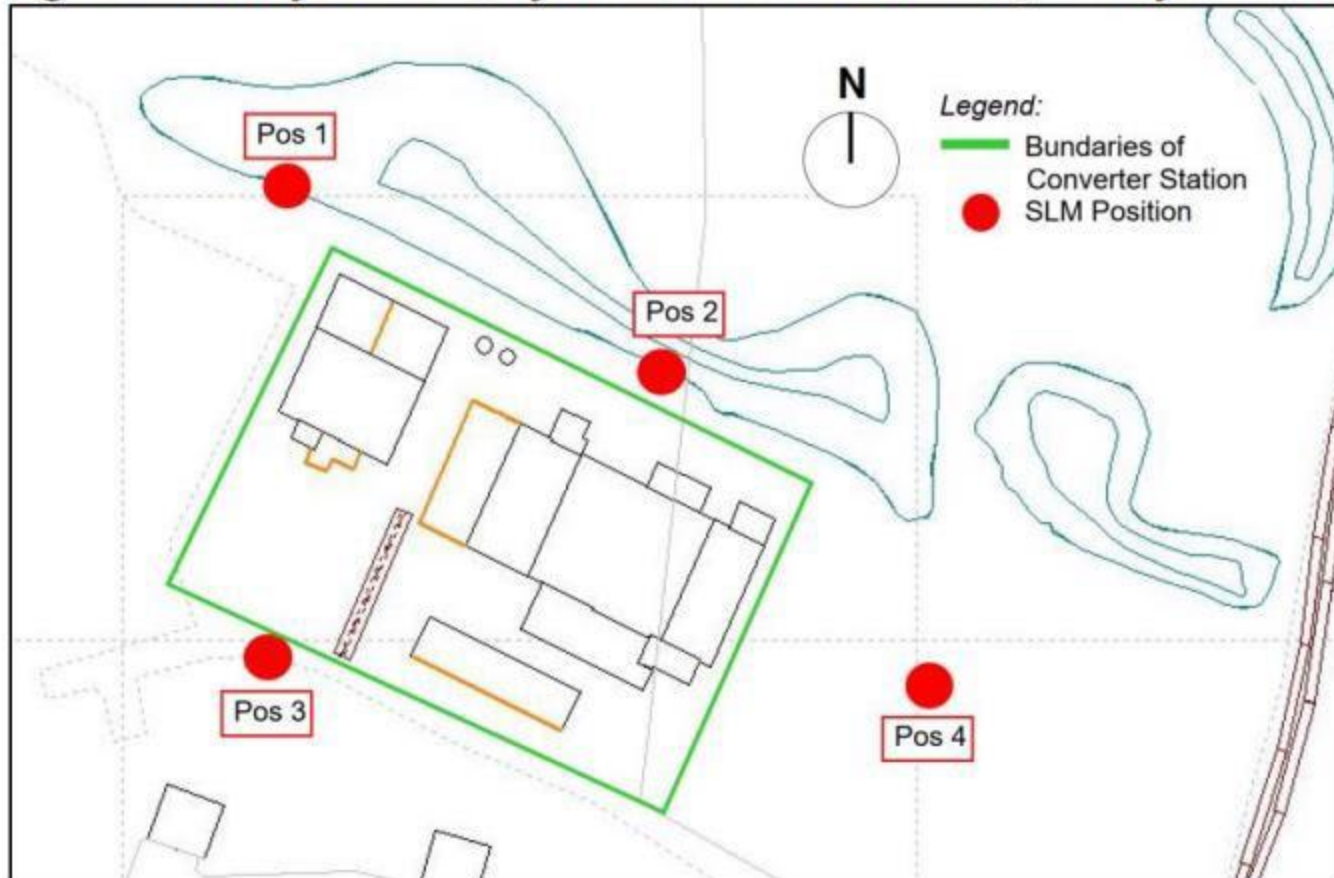 N
Legend:
Bundaries of
Converter Station
SLM Position
Pos 1
Pos 2
Pos 3
Pos 4